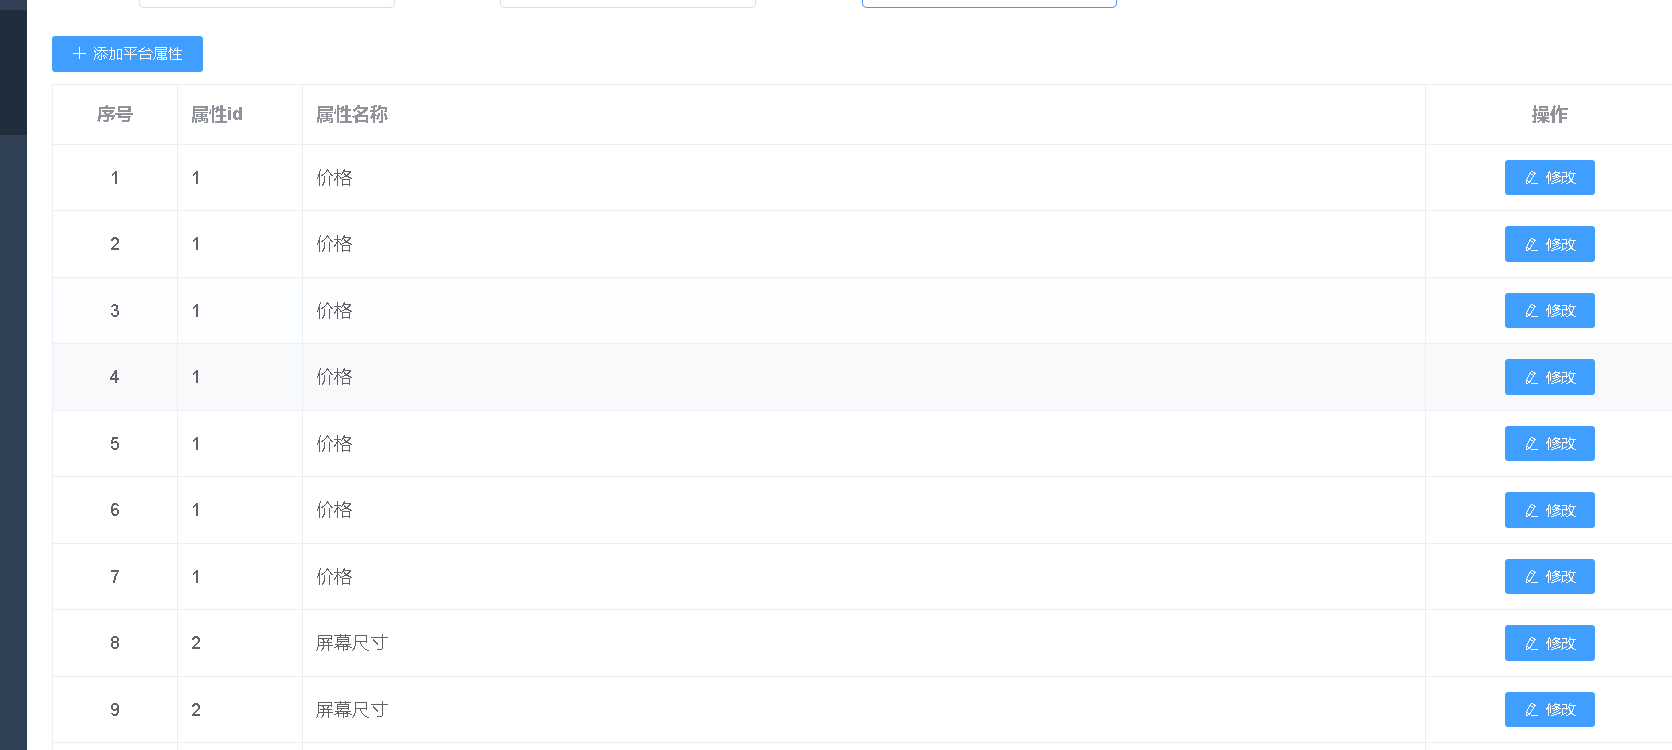 添加平台属性
序号 属性id 属性名称 操作
1 1 价格 修改
2 1 价格 修改
3 1 价格 修改
4 1 价格 修改
5 1 价格 修改
6 1 价格 修改
7 1 价格 修改
8 2 屏幕尺寸 修改
9 2 屏幕尺寸 修改